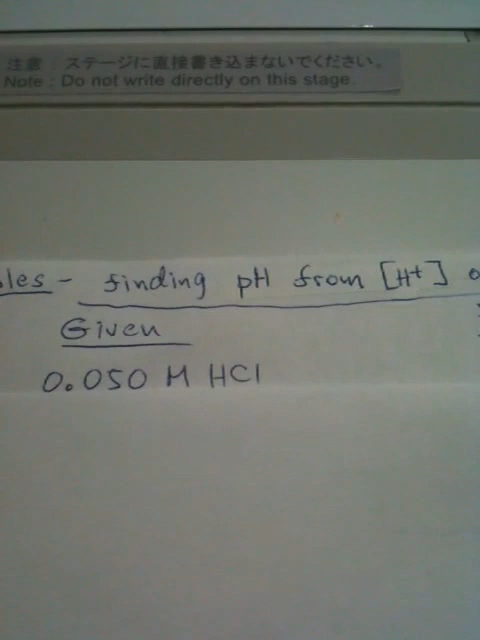 注意：ステージに直接書き込まないでください。
Note : Do not write directly on this stage.
- finding pH from [H+]
Given
0.050 M HCl